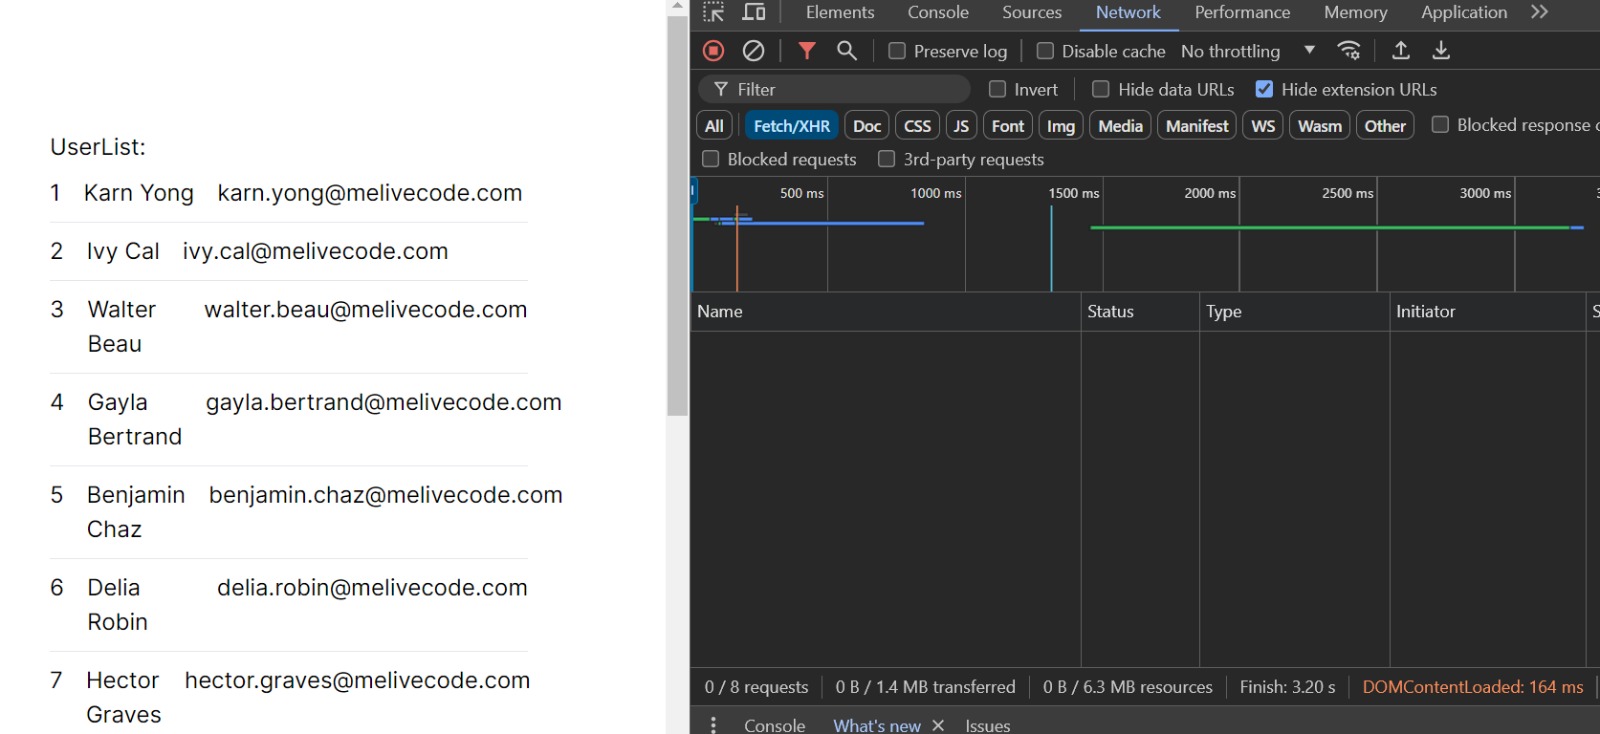 UserList:
1 Karn Yong karn.yong@melivecode.com
2 Ivy Cal ivy.cal@melivecode.com
3 Walter Beau walter.beau@melivecode.com
4 Gayla Bertrand gayla.bertrand@melivecode.com
5 Benjamin Chaz benjamin.chaz@melivecode.com
6 Delia Robin delia.robin@melivecode.com
7 Hector Graves hector.graves@melivecode.com
Elements Console Sources Network Performance Memory Application
Preserve log Disable cache No throttling
Filter Invert Hide data URLs Hide extension URLs
All Fetch/XHR Doc CSS JS Font Img Media Manifest WS Wasm Other Blocked response c
Blocked requests 3rd-party requests
500 ms 1000 ms 1500 ms 2000 ms 2500 ms 3000 ms
Name Status Type Initiator S
0 / 8 requests 0 B / 1.4 MB transferred 0 B / 6.3 MB resources Finish: 3.20 s DOMContentLoaded: 164 ms
Console What's new Issues